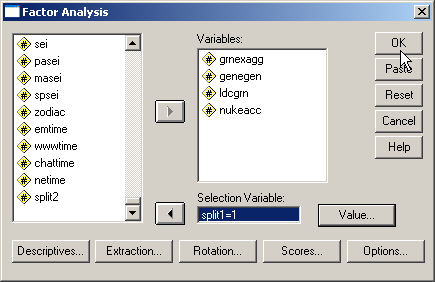 Factor Analysis
sei
pasei
masei
spsei
zodiac
emtime
wwwtime
chattime
netime
split2
Variables:
grnexagg
genegen
ldcgrn
nukeacc
Selection Variable:
split1=1
Value...
OK
Paste
Reset
Cancel
Help
Descriptives...
Extraction...
Rotation...
Scores...
Options...